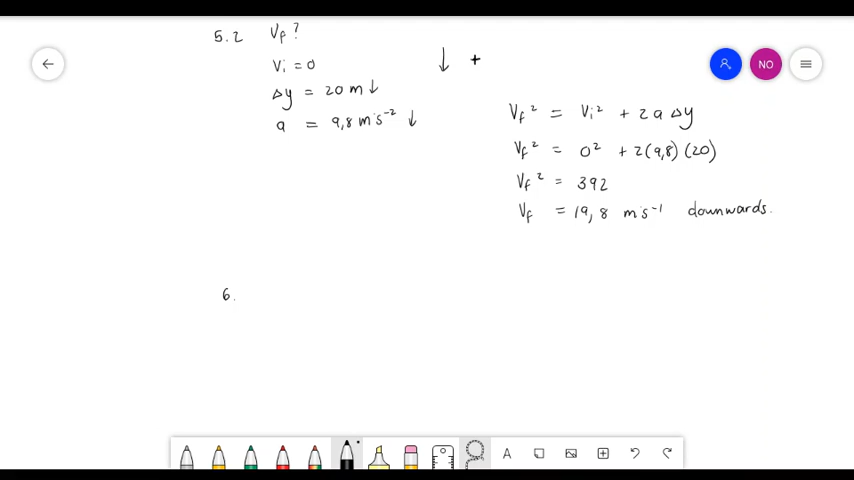 5.2 Vf?
Vi = 0
↓ +
Δy = 20 m ↓
a = 9,8 m·s⁻² ↓
Vf² = Vi² + 2aΔy
Vf² = 0² + 2(9,8)(20)
Vf² = 392
Vf = 19,8 m·s⁻¹ downwards.
6.
NO
A